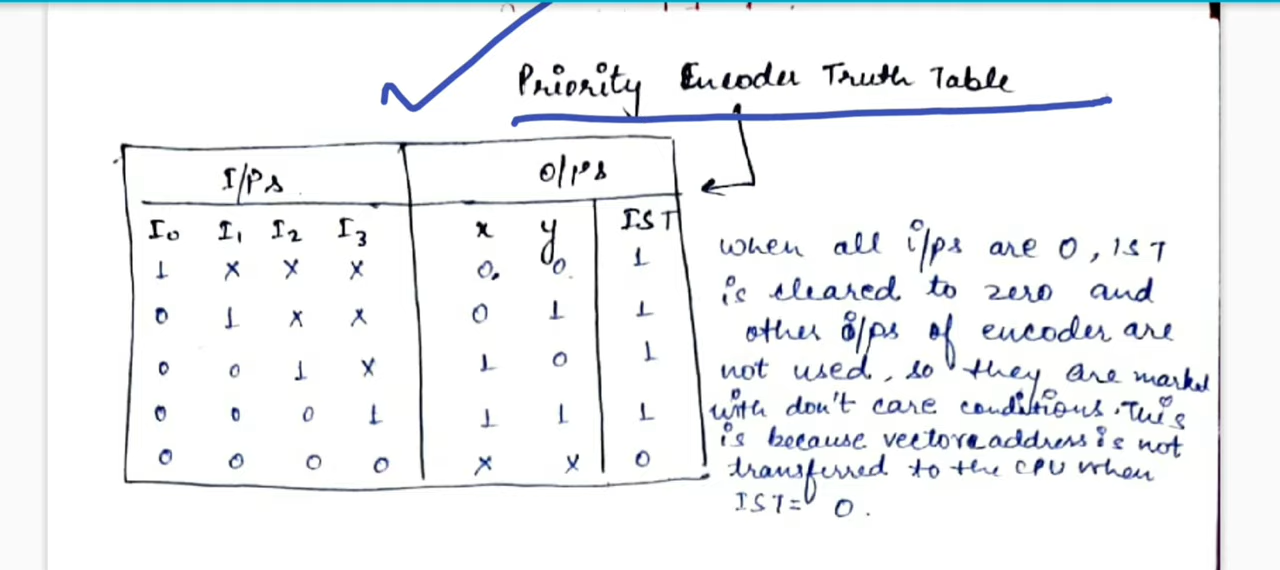 Priority Encoder Truth Table
I/Ps O/Ps
I0 I1 I2 I3 x y IST
1 x x x 0 0 1
0 1 x x 0 1 1
0 0 1 x 1 0 1
0 0 0 1 1 1 1
0 0 0 0 x x 0
when all i/ps are 0, IST
is cleared to zero and
other o/ps of encoder are
not used, so they are marked
with don't care conditions. This
is because vectore address is not
transferred to the CPU when
IST = 0.